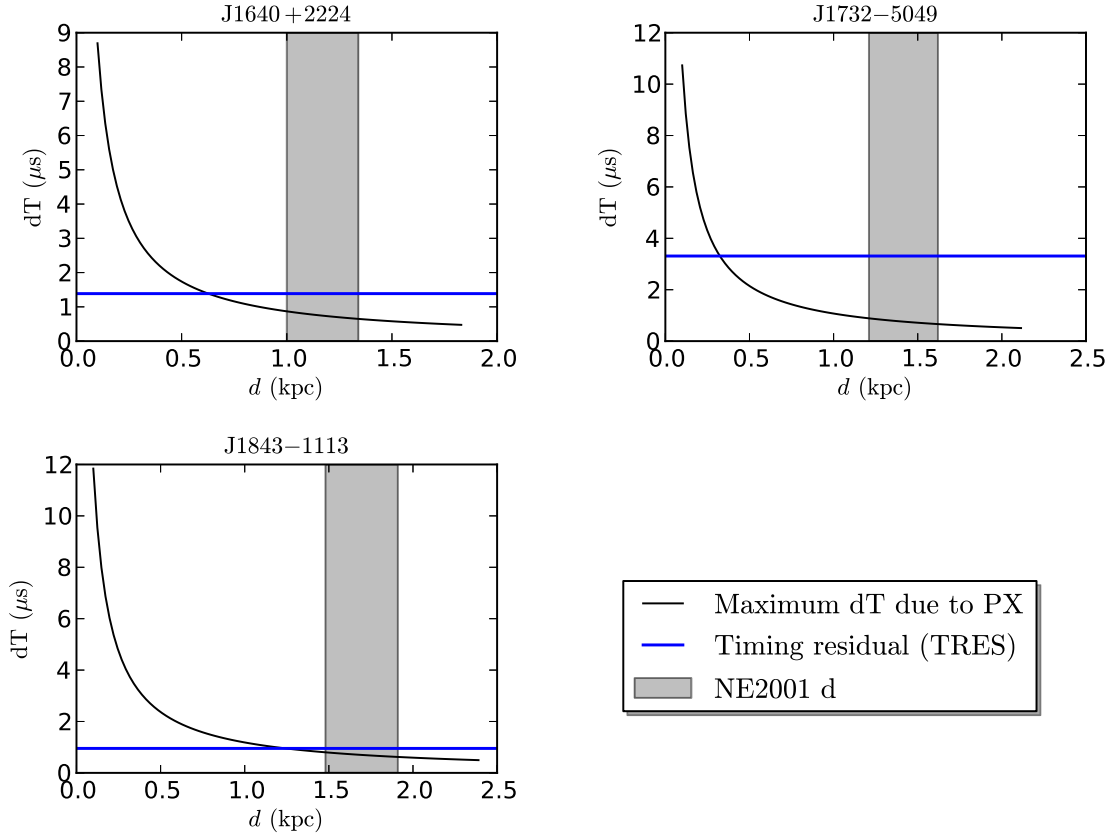 J1640+2224
9
8
7
6
5
4
3
2
1
0
dT (μs)
0.0 0.5 1.0 1.5 2.0
d (kpc)
J1732−5049
12
10
8
6
4
2
0
dT (μs)
0.0 0.5 1.0 1.5 2.0 2.5
d (kpc)
J1843−1113
12
10
8
6
4
2
0
dT (μs)
0.0 0.5 1.0 1.5 2.0 2.5
d (kpc)
Maximum dT due to PX
Timing residual (TRES)
NE2001 d